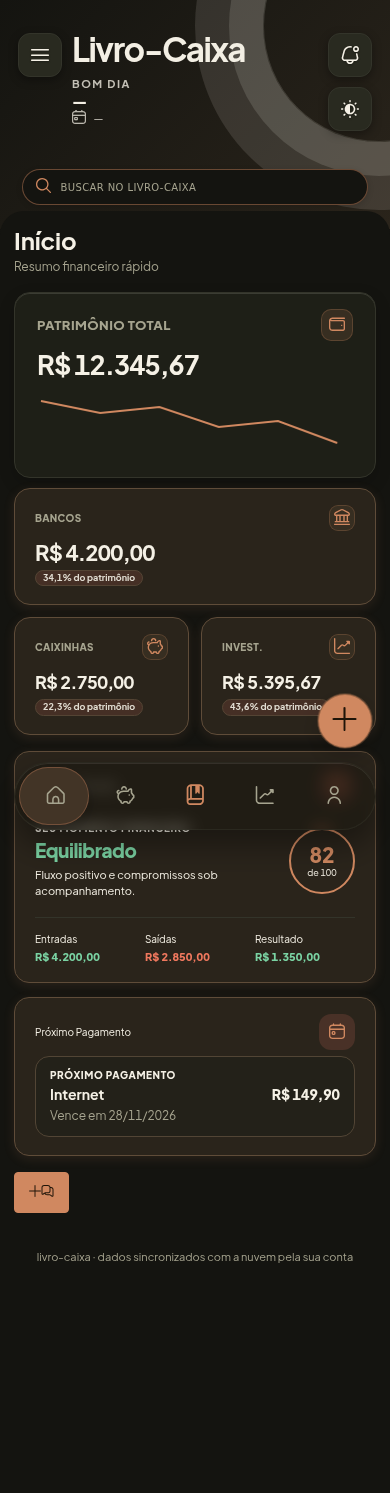 Livro-Caixa
BOM DIA
—
—
BUSCAR NO LIVRO-CAIXA
Início
Resumo financeiro rápido
PATRIMÔNIO TOTAL
R$ 12.345,67
BANCOS
R$ 4.200,00
34,1% do patrimônio
CAIXINHAS
R$ 2.750,00
22,3% do patrimônio
INVEST.
R$ 5.395,67
43,6% do patrimônio
Equilibrado
Fluxo positivo e compromissos sob
acompanhamento.
82
de 100
Entradas
Saídas
Resultado
R$ 4.200,00
R$ 2.850,00
R$ 1.350,00
Próximo Pagamento
PRÓXIMO PAGAMENTO
Internet
R$ 149,90
Vence em 28/11/2026
livro-caixa · dados sincronizados com a nuvem pela sua conta